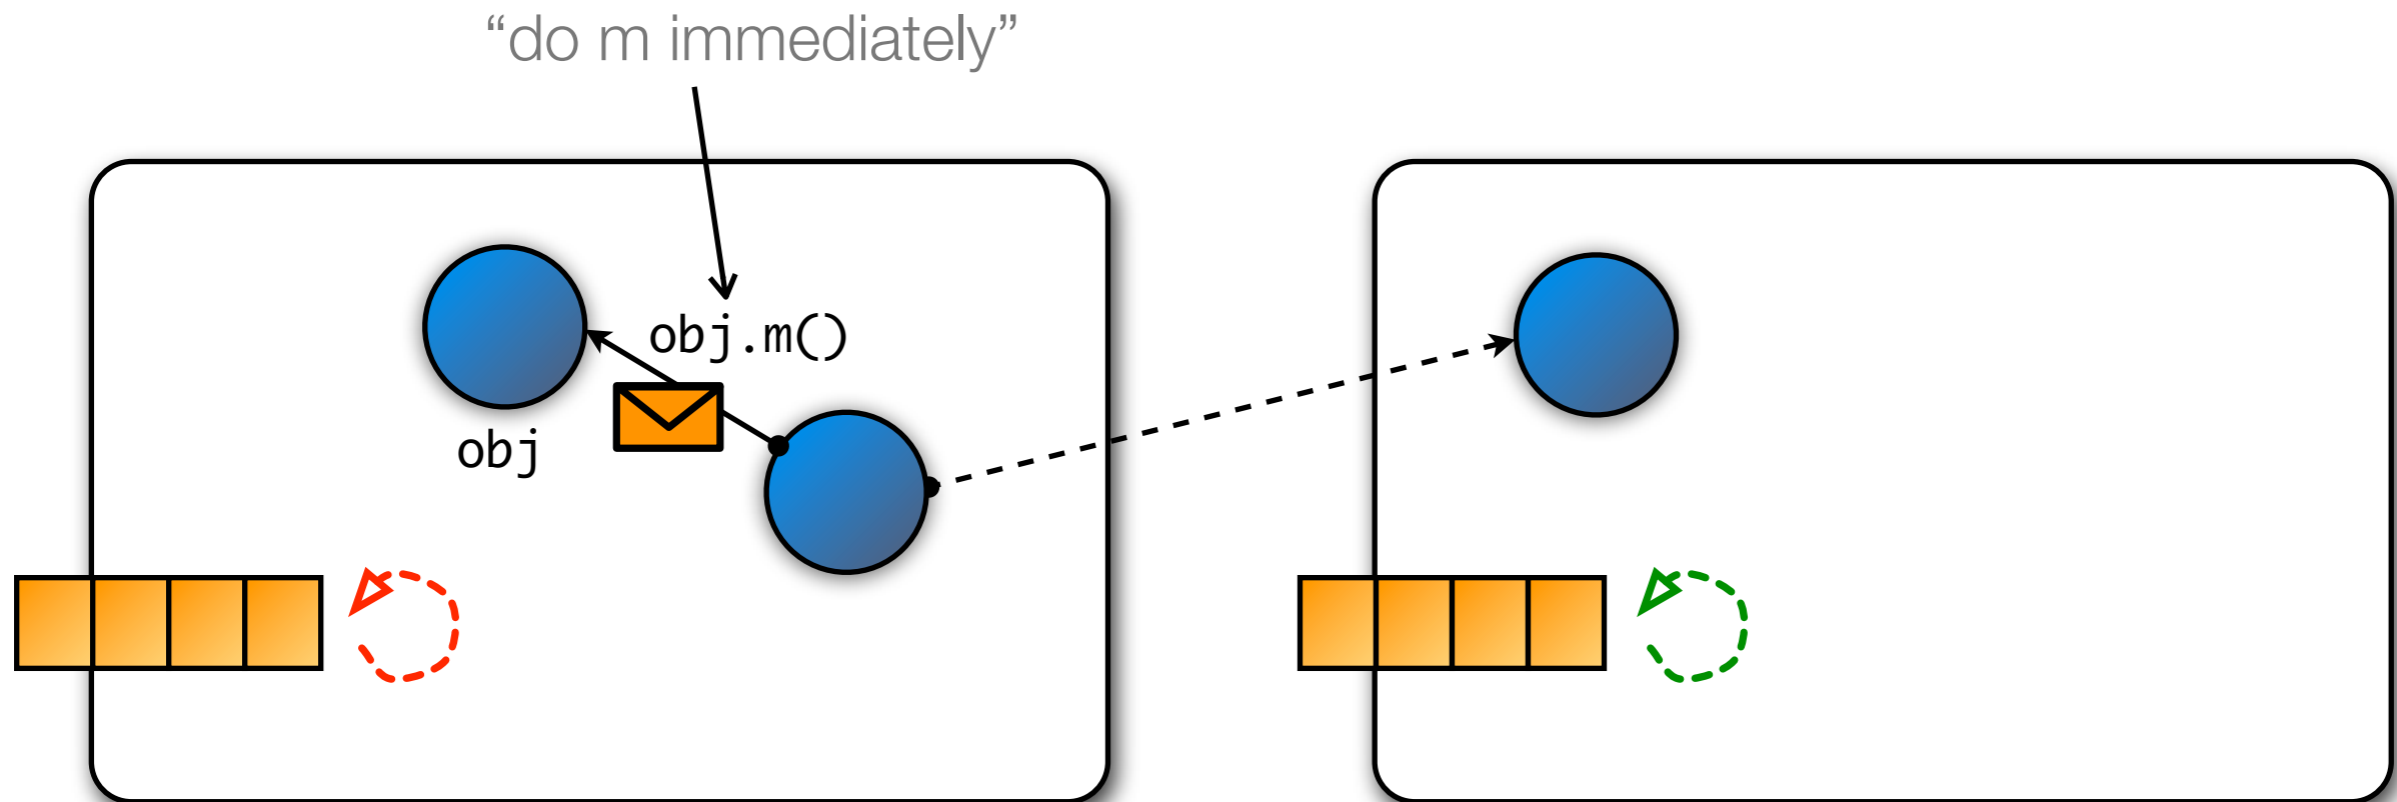 “do m immediately”
obj.m()
obj